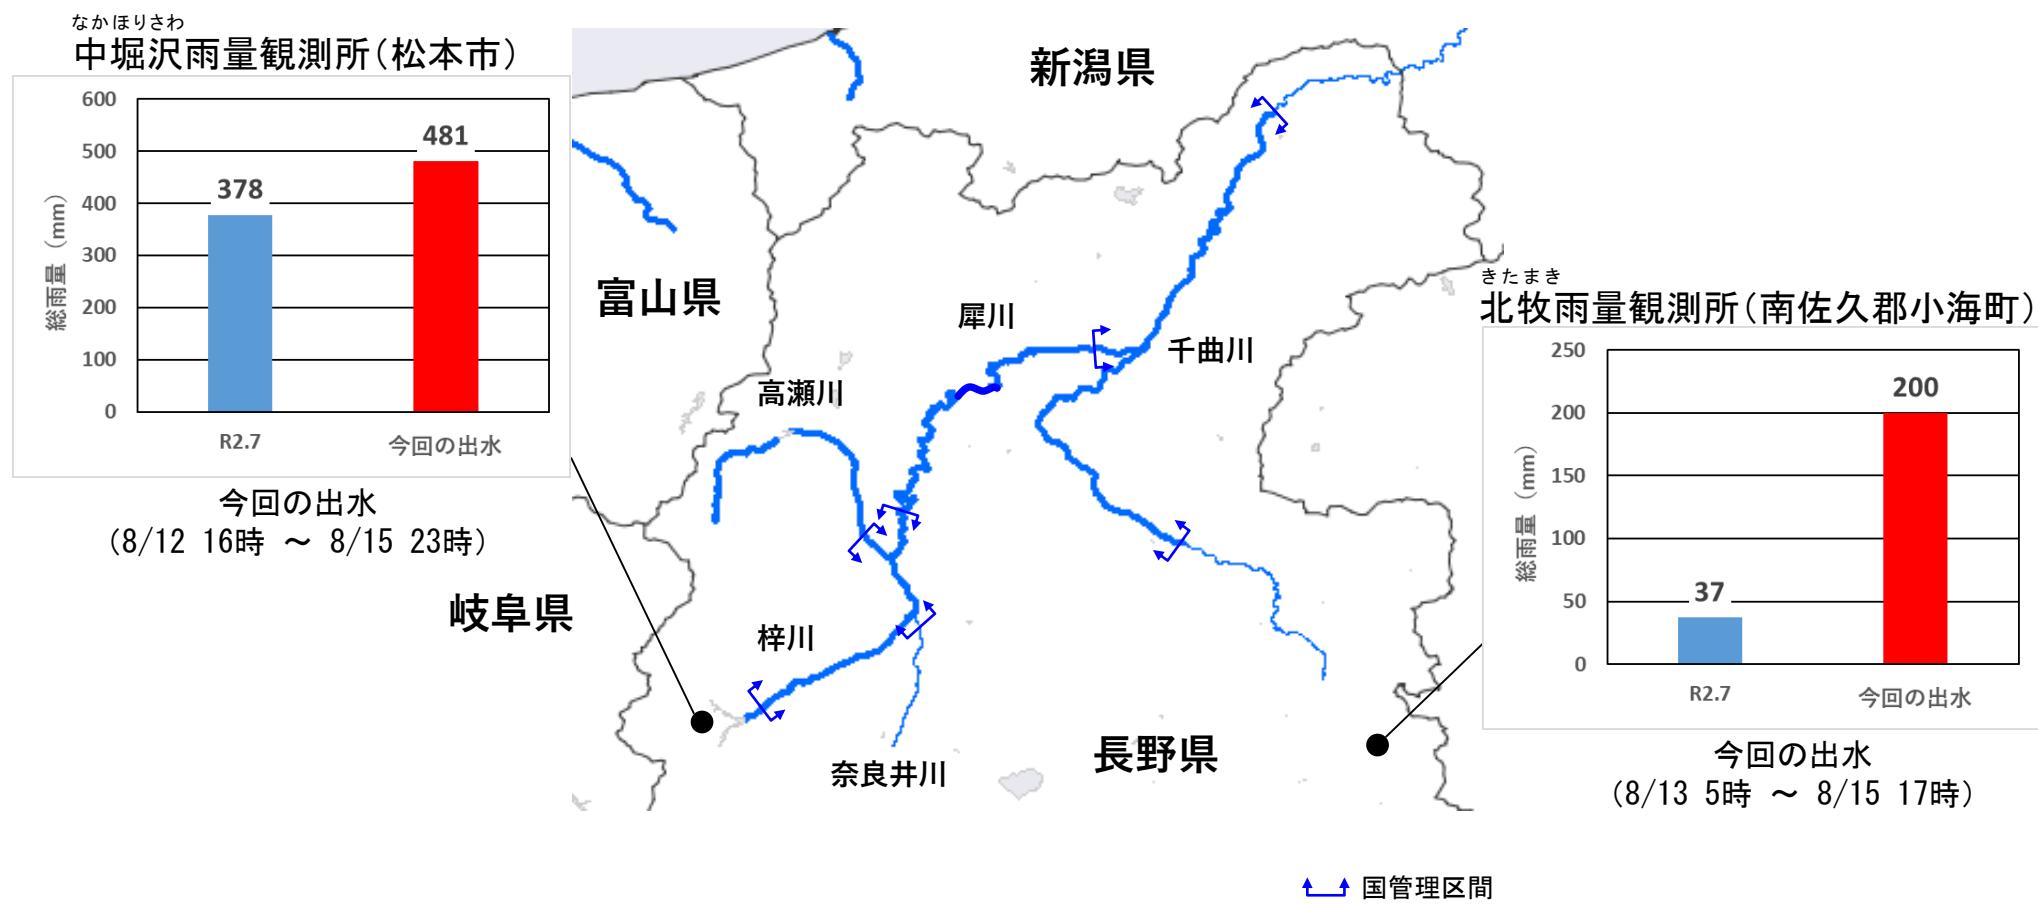 なかほりさわ
中堀沢雨量観測所(松本市)
総雨量（mm）
600
500
400
300
200
100
0
378
481
R2.7
今回の出水
今回の出水
(8/12 16時 ～ 8/15 23時)
新潟県
富山県
岐阜県
長野県
犀川
千曲川
高瀬川
梓川
奈良井川
きたまき
北牧雨量観測所(南佐久郡小海町)
総雨量（mm）
250
200
150
100
50
0
37
200
R2.7
今回の出水
今回の出水
(8/13 5時 ～ 8/15 17時)
国管理区間